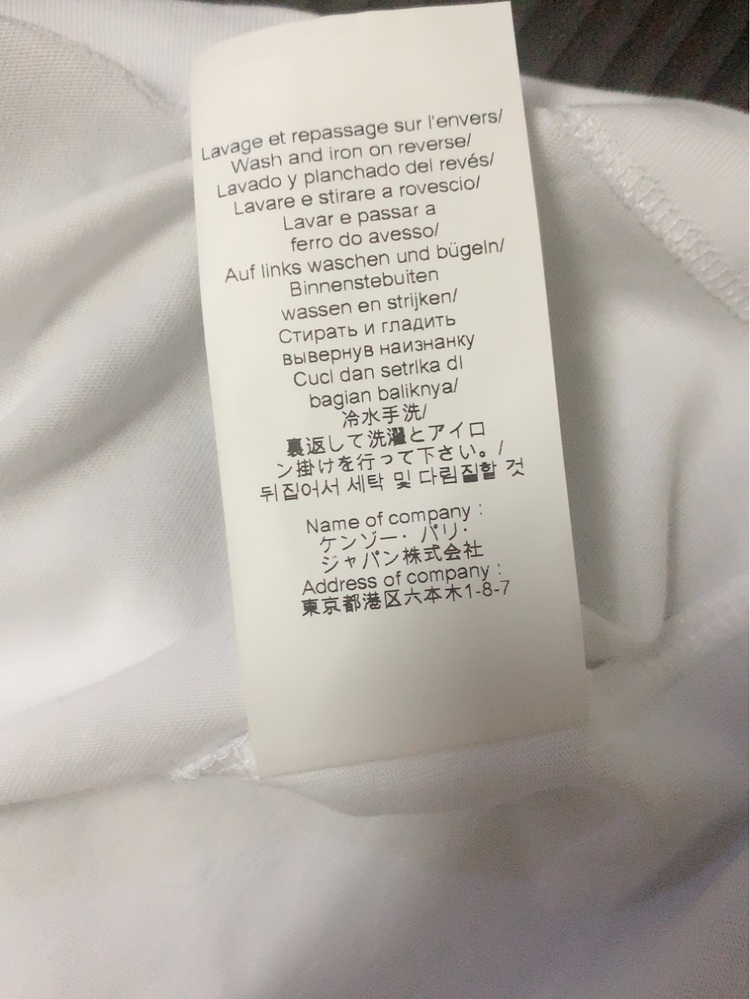 Lavage et repassage sur l'envers/
Wash and iron on reverse/
Lavado y planchado del revés/
Lavare e stirare a rovescio/
Lavar e passar a
ferro do avesso/
Auf links waschen und bügeln/
Binnenstebuiten
wassen en strijken/
Стирать и гладить
вывернув наизнанку
Cuci dan setrika di
bagian baliknya/
冷水手洗/
裏返して洗濯とアイロ
ン掛けを行って下さい。/
뒤집어서 세탁 및 다림질할 것
Name of company :
ケンゾー・パリ・
ジャパン株式会社
Address of company :
東京都港区六本木1-8-7